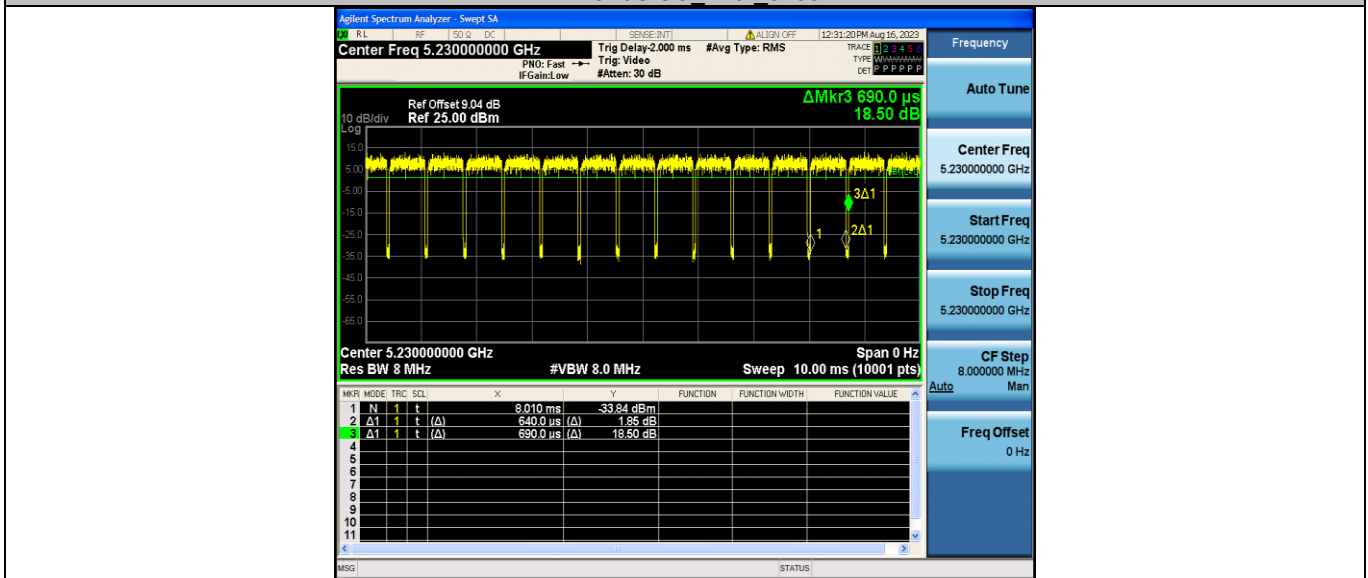 Agilent Spectrum Analyzer - Swept SA
RL RF 50 Ω DC SENSE:INT ALIGN OFF 12:31:20 PM Aug 16, 2023
Center Freq 5.230000000 GHz
PNO: Fast
IFGain:Low
Trig Delay-2.000 ms
Trig: Video
#Atten: 30 dB
#Avg Type: RMS
TRACE 1 2 3 4 5 6
TYPE
DET P P P P P P
ΔMkr3 690.0 µs
18.50 dB
Ref Offset 9.04 dB
10 dB/div Ref 25.00 dBm
Log
15.0
5.00
-5.00
-15.0
-25.0
-35.0
-45.0
-55.0
-65.0
3Δ1
1
2Δ1
Center 5.230000000 GHz Span 0 Hz
Res BW 8 MHz #VBW 8.0 MHz Sweep 10.00 ms (10001 pts)
MKR MODE TRC SCL X Y FUNCTION FUNCTION WIDTH FUNCTION VALUE
1 N 1 t 8.010 ms -33.84 dBm
2 Δ1 1 t (Δ) 640.0 µs (Δ) 1.85 dB
3 Δ1 1 t (Δ) 690.0 µs (Δ) 18.50 dB
4
5
6
7
8
9
10
11
MSG STATUS
Frequency
Auto Tune
Center Freq
5.230000000 GHz
Start Freq
5.230000000 GHz
Stop Freq
5.230000000 GHz
CF Step
8.000000 MHz
Auto Man
Freq Offset
0 Hz